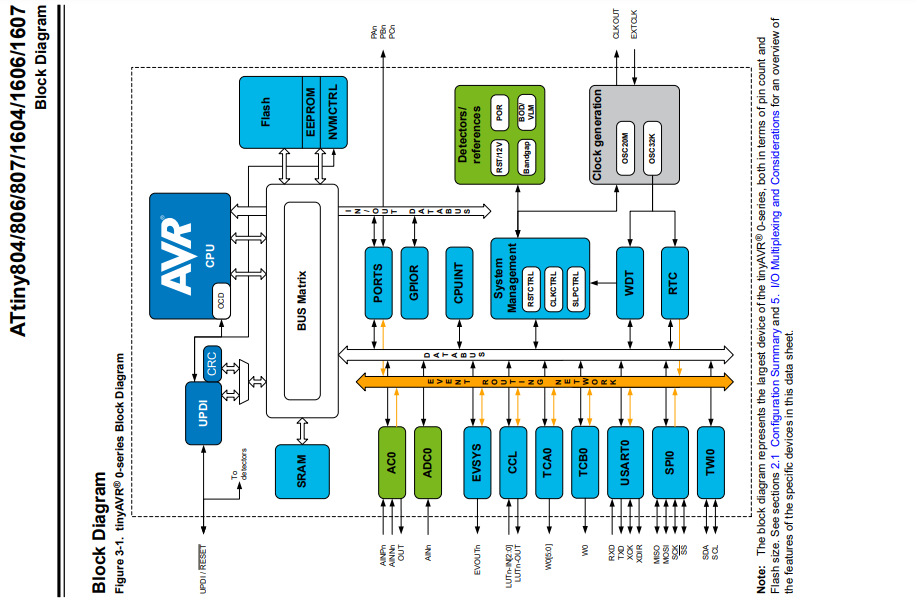 ATtiny804/806/807/1604/1606/1607
Block Diagram
Block Diagram
Figure 3-1. tinyAVR® 0-series Block Diagram
UPDI / RESET
To
detectors
UPDI
CRC
OCD
AVR®
CPU
Flash
EEPROM
NVMCTRL
SRAM
BUS Matrix
IN/OUT DATABUS
PAn
PBn
PCn
AINPn
AINNn
OUT
AC0
PORTS
AINn
ADC0
GPIOR
EVOUTn
EVSYS
CPUINT
LUTn-IN[2:0]
LUTn-OUT
CCL
W0[5:0]
TCA0
W0
TCB0
RXD
TXD
XCK
XDIR
USART0
MISO
MOSI
SCK
SS
SPI0
SDA
SCL
TWI0
EVENT ROUTING NETWORK
DATABUS
System
Management
RSTCTRL
CLKCTRL
SLPCTRL
WDT
RTC
Detectors/
references
RST/12V
POR
Bandgap
BOD/
VLM
Clock generation
OSC20M
OSC32K
CLKOUT
EXTCLK
Note: The block diagram represents the largest device of the tinyAVR® 0-series, both in terms of pin count and
Flash size. See sections 2.1 Configuration Summary and 5. I/O Multiplexing and Considerations for an overview of
the features of the specific devices in this data sheet.